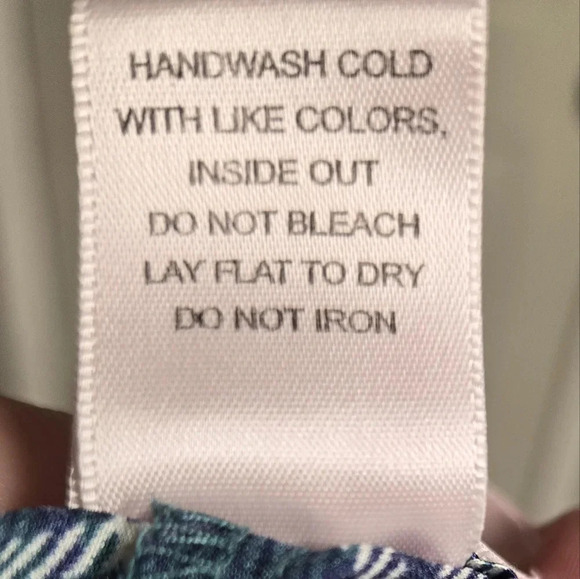 HANDWASH COLD
WITH LIKE COLORS,
INSIDE OUT
DO NOT BLEACH
LAY FLAT TO DRY
DO NOT IRON